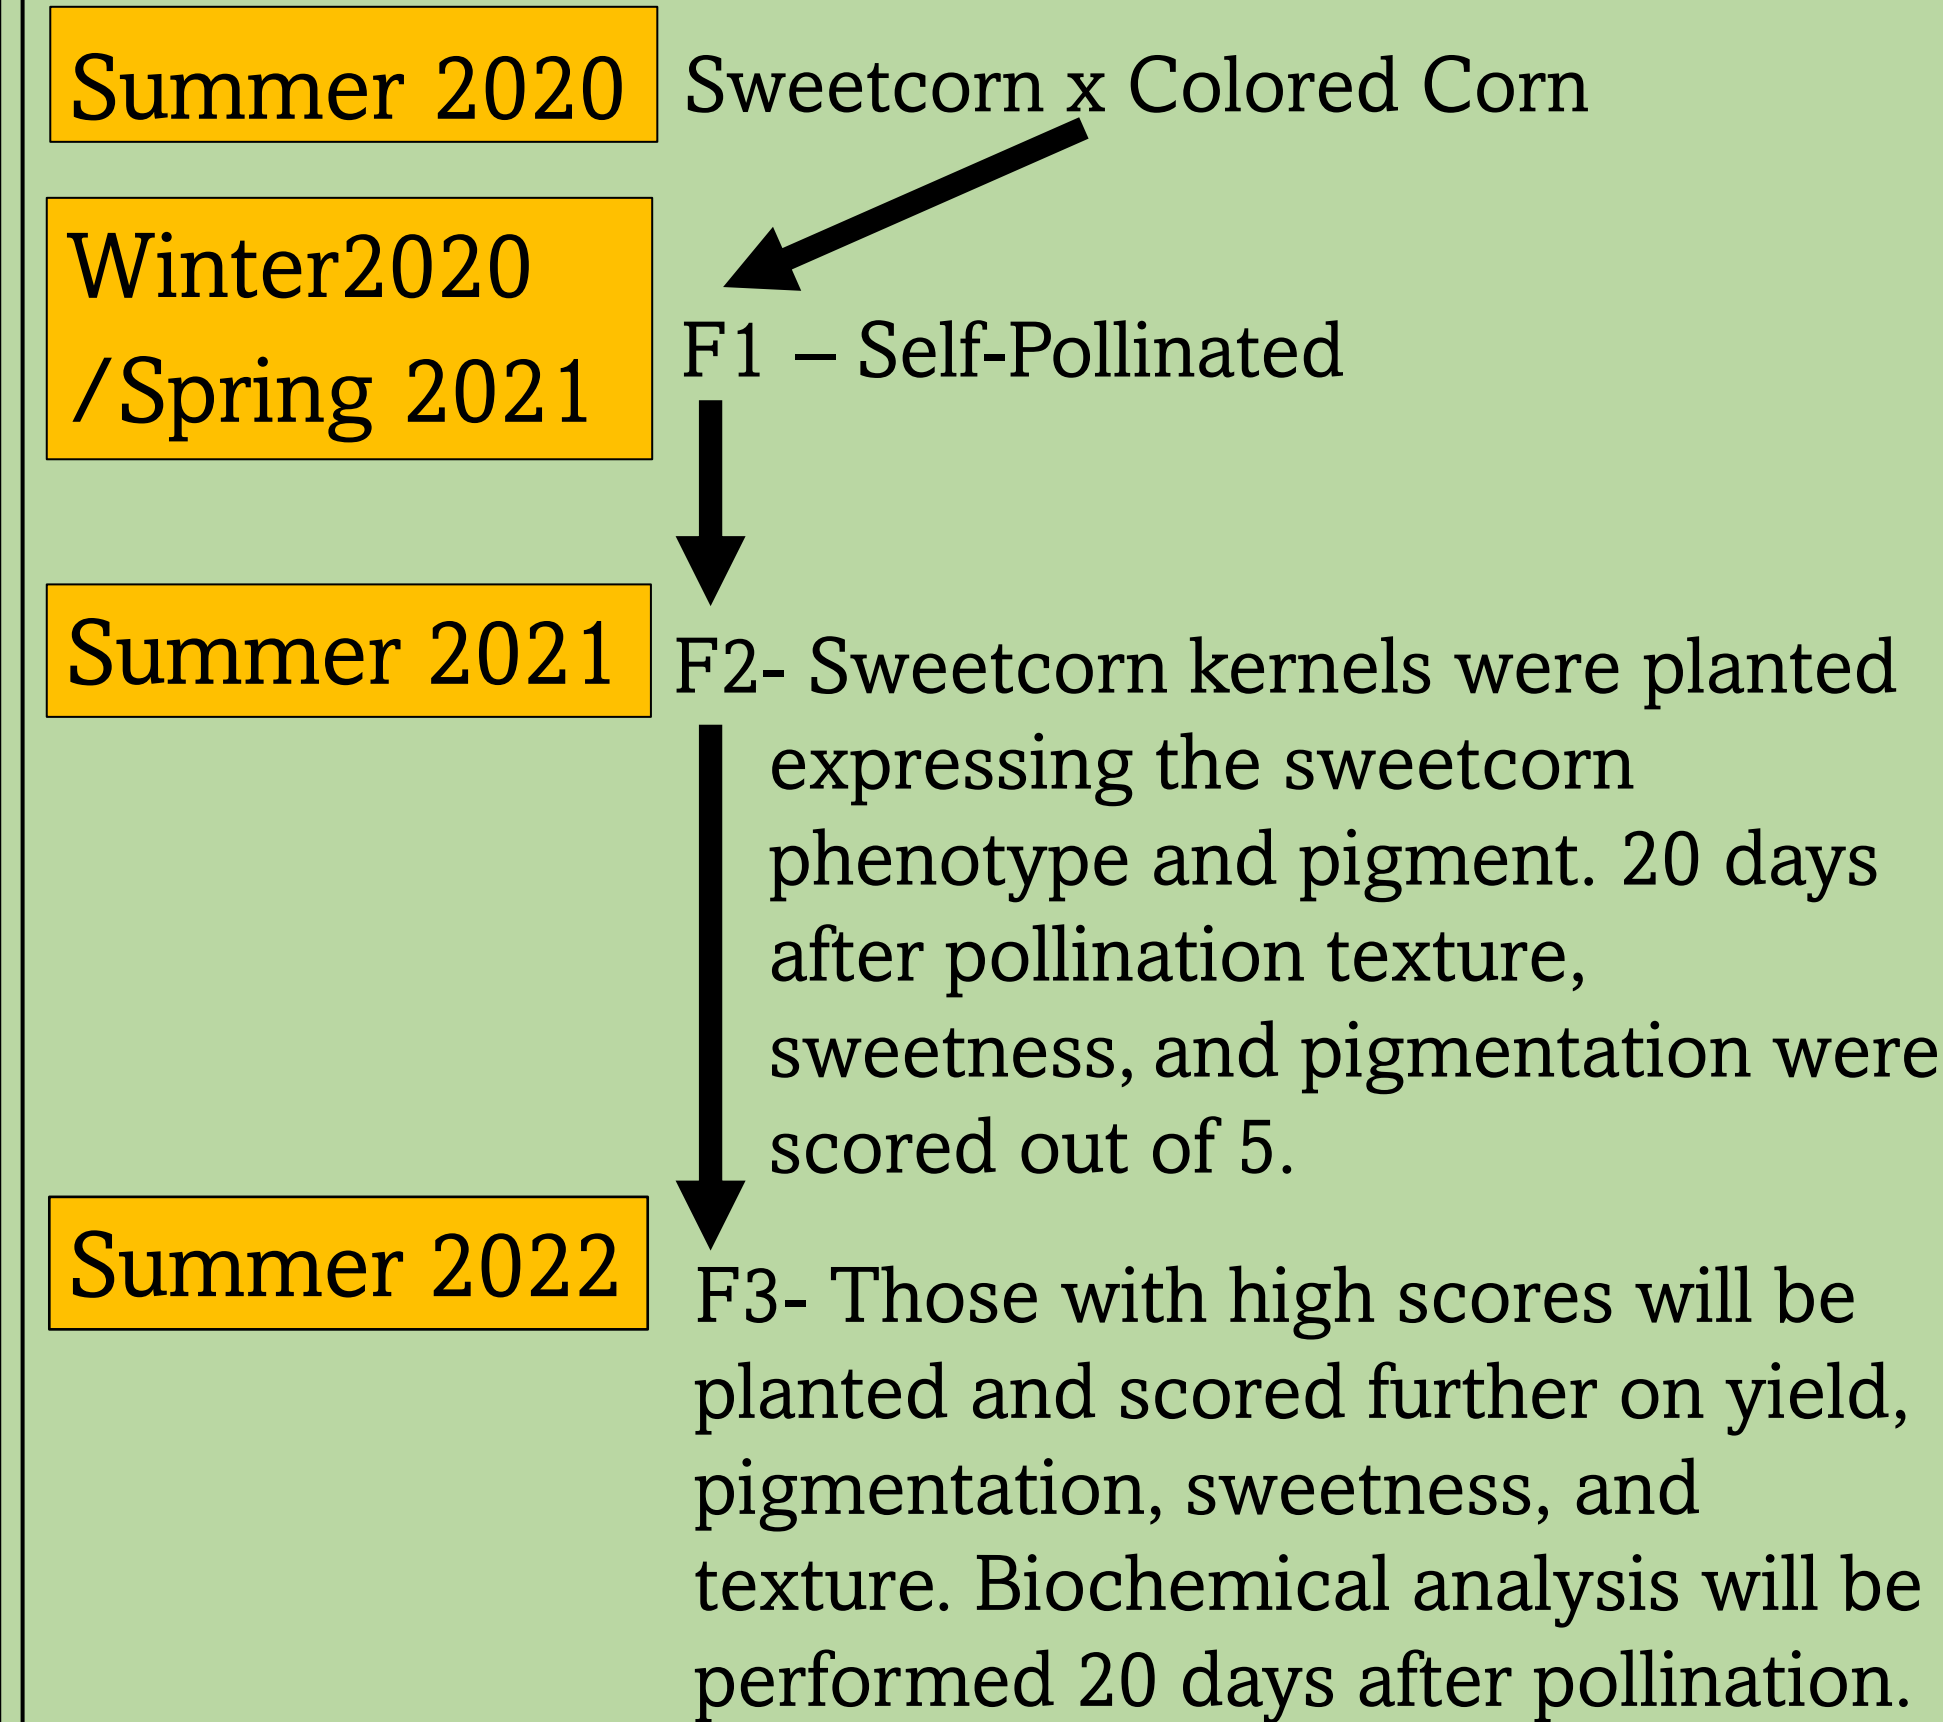 Summer 2020
Sweetcorn x Colored Corn
Winter2020
/Spring 2021
F1 – Self-Pollinated
Summer 2021
F2- Sweetcorn kernels were planted
expressing the sweetcorn
phenotype and pigment. 20 days
after pollination texture,
sweetness, and pigmentation were
scored out of 5.
Summer 2022
F3- Those with high scores will be
planted and scored further on yield,
pigmentation, sweetness, and
texture. Biochemical analysis will be
performed 20 days after pollination.